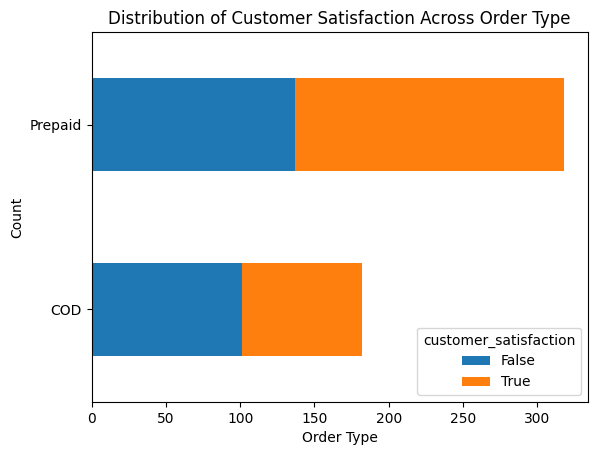 Distribution of Customer Satisfaction Across Order Type
Prepaid
Count
COD
customer_satisfaction
False
True
0 50 100 150 200 250 300
Order Type